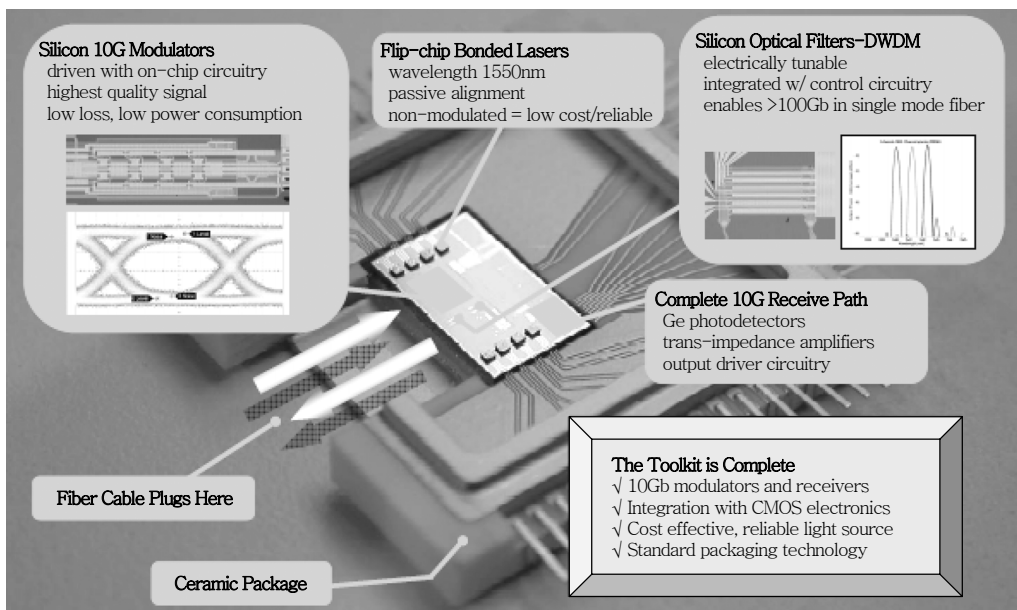 Silicon 10G Modulators
driven with on-chip circuitry
highest quality signal
low loss, low power consumption
Flip-chip Bonded Lasers
wavelength 1550nm
passive alignment
non-modulated = low cost/reliable
Silicon Optical Filters-DWDM
electrically tunable
integrated w/ control circuitry
enables >100Gb in single mode fiber
Complete 10G Receive Path
Ge photodetectors
trans-impedance amplifiers
output driver circuitry
Fiber Cable Plugs Here
Ceramic Package
The Toolkit is Complete
√ 10Gb modulators and receivers
√ Integration with CMOS electronics
√ Cost effective, reliable light source
√ Standard packaging technology